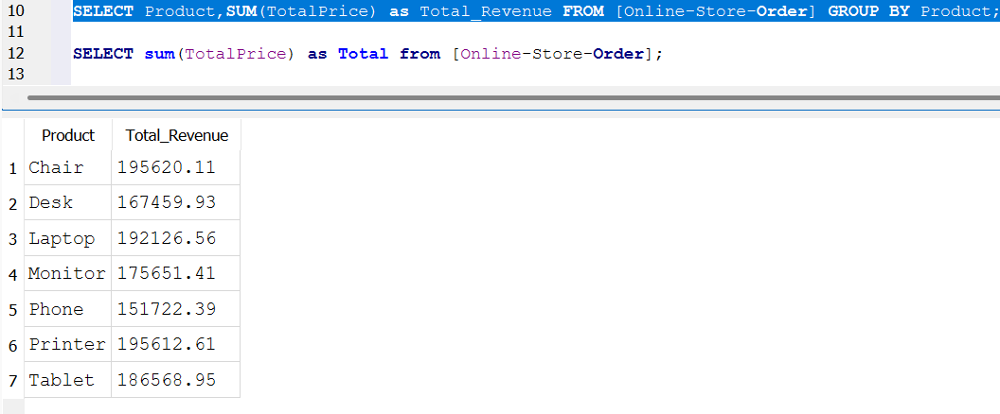 10 SELECT Product,SUM(TotalPrice) as Total_Revenue FROM [Online-Store-Order] GROUP BY Product;
11
12 SELECT sum(TotalPrice) as Total from [Online-Store-Order];
13
Product Total_Revenue
1 Chair 195620.11
2 Desk 167459.93
3 Laptop 192126.56
4 Monitor 175651.41
5 Phone 151722.39
6 Printer 195612.61
7 Tablet 186568.95